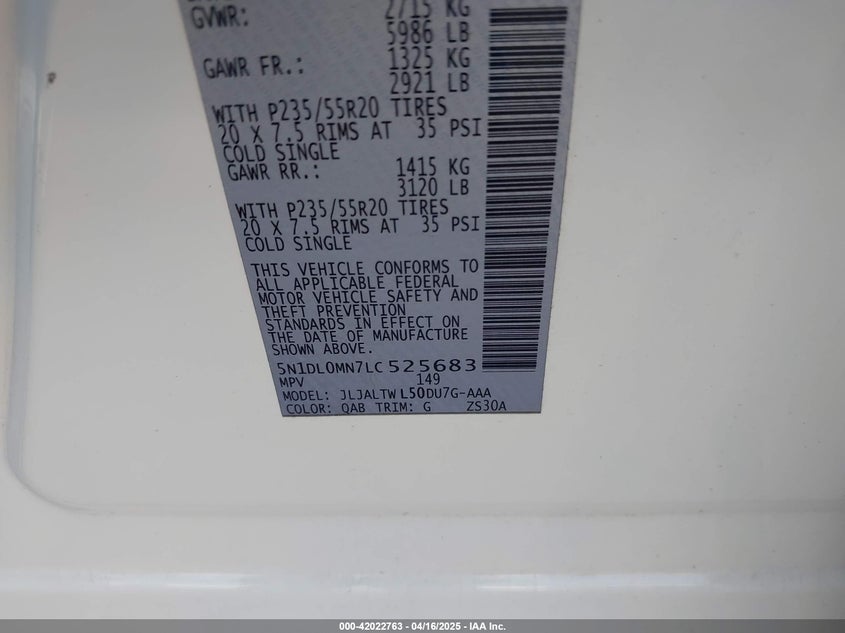 GVWR: 2715 KG
5986 LB
GAWR FR.: 1325 KG
2921 LB
WITH P235/55R20 TIRES
20 X 7.5 RIMS AT 35 PSI
COLD SINGLE
GAWR RR.: 1415 KG
3120 LB
WITH P235/55R20 TIRES
20 X 7.5 RIMS AT 35 PSI
COLD SINGLE
THIS VEHICLE CONFORMS TO
ALL APPLICABLE FEDERAL
MOTOR VEHICLE SAFETY AND
THEFT PREVENTION
STANDARDS IN EFFECT ON
THE DATE OF MANUFACTURE
SHOWN ABOVE.
5N1DL0MN7LC525683
MPV 149
MODEL: JLJALTWL50DU7G-AAA
COLOR: QAB TRIM: G ZS30A
000-42022763 - 04/16/2025 - IAA Inc.